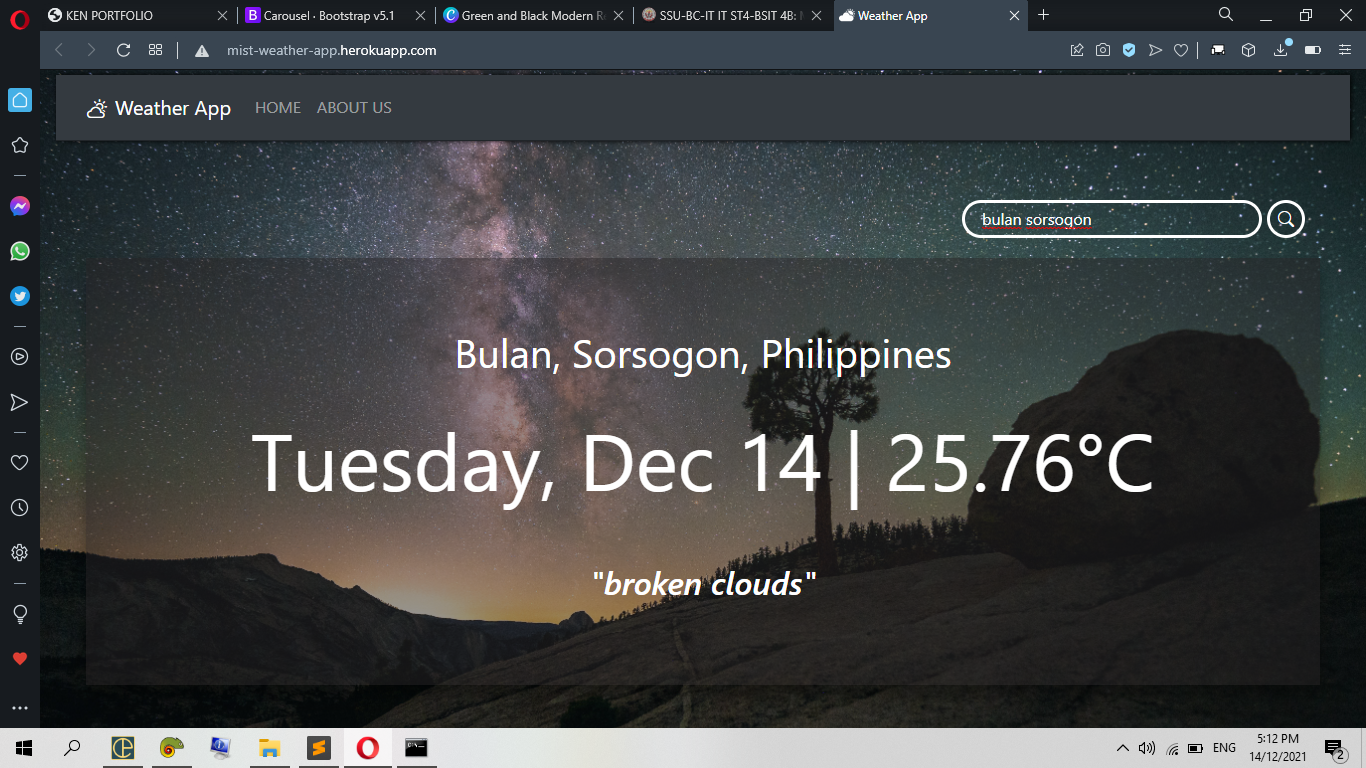 KEN PORTFOLIO
Carousel · Bootstrap v5.1
Green and Black Modern R
SSU-BC-IT IT ST4-BSIT 4B:
Weather App
mist-weather-app.herokuapp.com
Weather App HOME ABOUT US
bulan sorsogon
Bulan, Sorsogon, Philippines
Tuesday, Dec 14 | 25.76°C
"broken clouds"
ENG
5:12 PM
14/12/2021
2